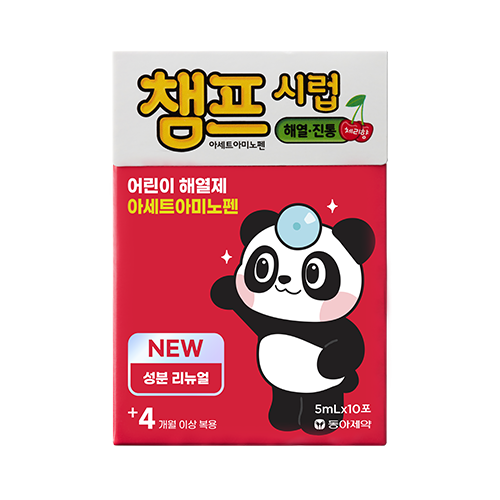 챔프 시럽
아세트아미노펜
해열·진통
체리향
어린이 해열제
아세트아미노펜
NEW
성분 리뉴얼
+4 개월 이상 복용
5mLx10포
동아제약